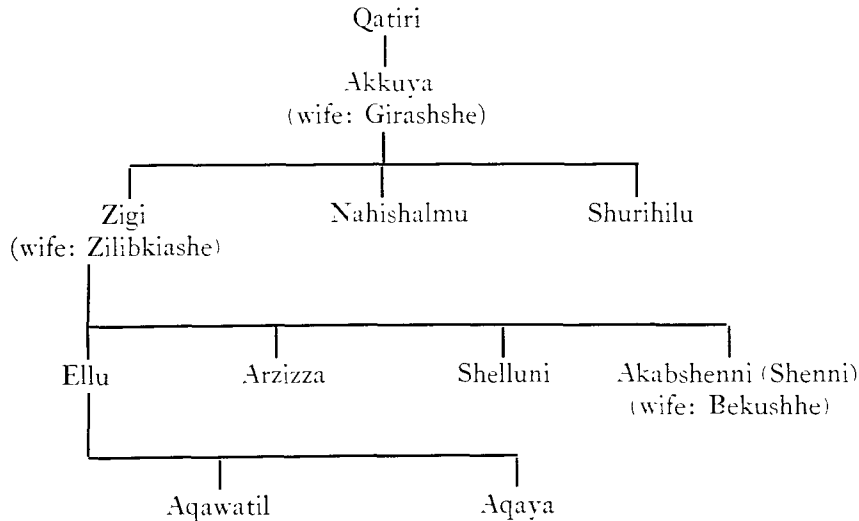 Qatiri
Akkuya
(wife: Girashshe)
Zigi Nahishalmu Shurihilu
(wife: Zilibkiashe)
Ellu Arzizza Shelluni Akabshenni (Shenni)
(wife: Bekushhe)
Aqawatil Aqaya